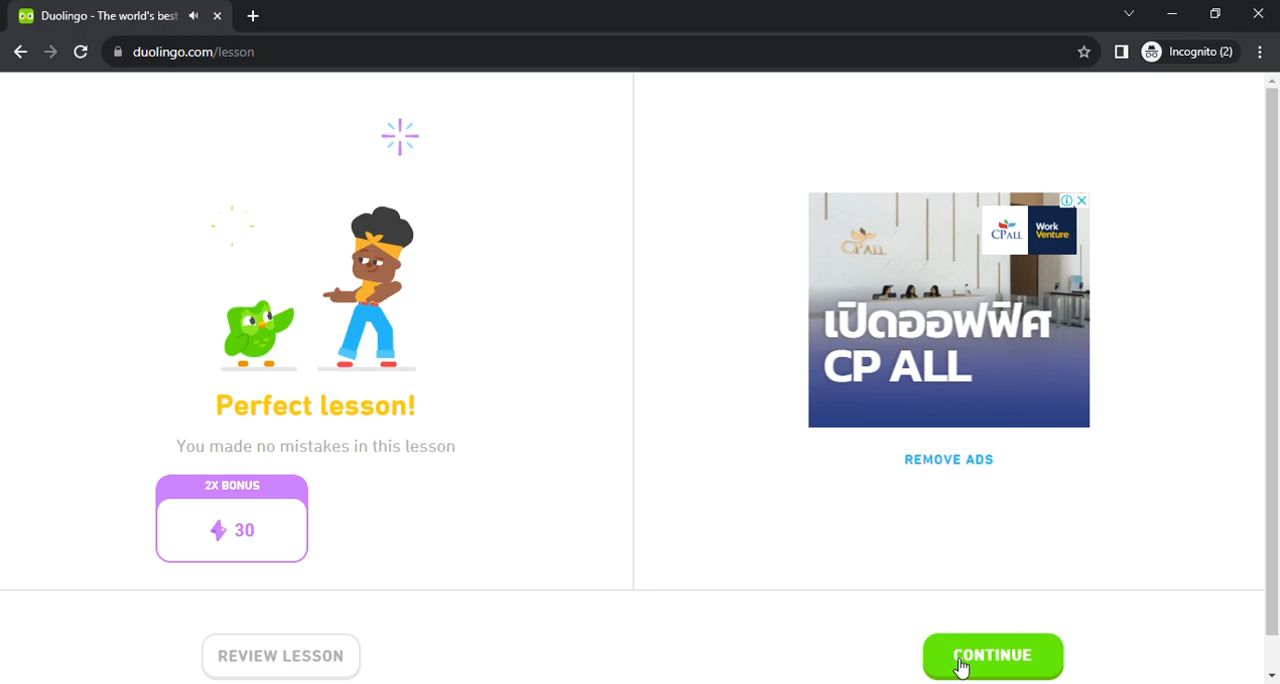 Duolingo - The world's best
duolingo.com/lesson
Incognito (2)
Perfect lesson!
You made no mistakes in this lesson
2X BONUS
30
REVIEW LESSON
CP ALL
CP ALL
Work
Venture
เปิดออฟฟิศ
CP ALL
REMOVE ADS
CONTINUE